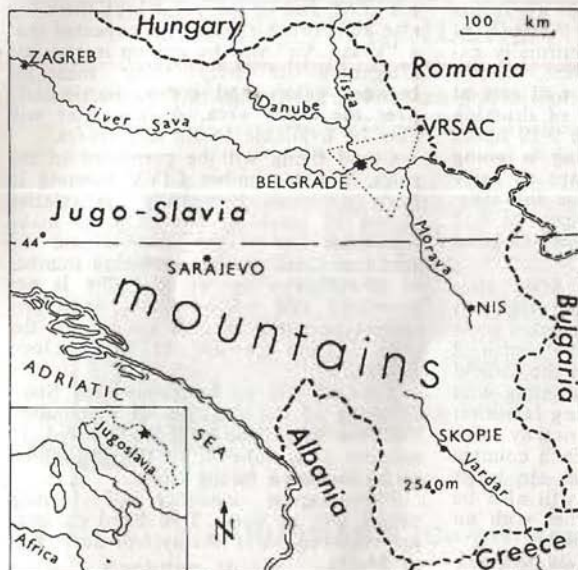 Hungary
100 km
ZAGREB
Tissa
Romania
Danube
River Sava
VRSAC
BELGRADE
Jugo-Slavia
44
Morava
SARAJEVO
mountains
NIS
Bulgaria
ADRIATIC
SEA
Jugoslavia
Albania
SKOPJE
Vardar
2540m
N
Africa
Greece